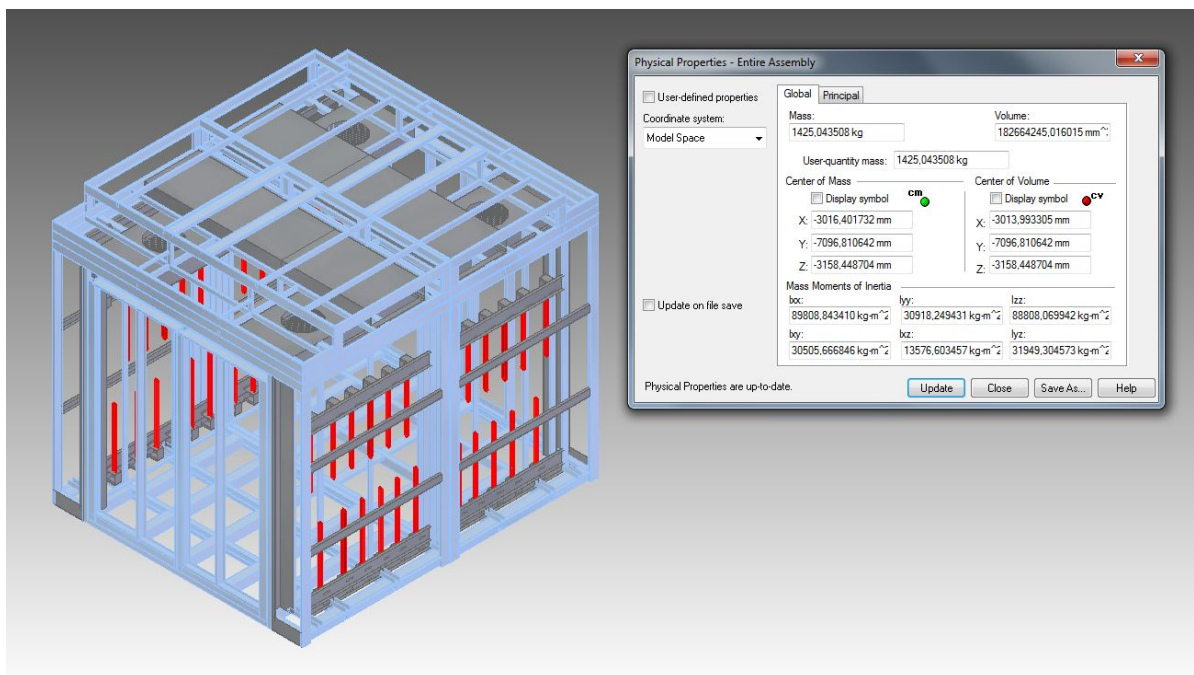 Physical Properties - Entire Assembly
User-defined properties
Coordinate system:
Model Space
Update on file save
Physical Properties are up-to-date.
Global Principal
Mass: Volume:
1425,043508 kg 182664245,016015 mm^
User-quantity mass: 1425,043508 kg
Center of Mass Center of Volume
Display symbol cm Display symbol cv
X: -3016,401732 mm X: -3013,993305 mm
Y: -7096,810642 mm Y: -7096,810642 mm
Z: -3158,448704 mm Z: -3158,448704 mm
Mass Moments of Inertia
Ixx: Iyy: Izz:
89808,843410 kg-m^2 30918,249431 kg-m^2 88808,069942 kg-m^2
Ixy: Ixz: Iyz:
30505,666846 kg-m^2 13576,603457 kg-m^2 31949,304573 kg-m^2
Update Close Save As... Help